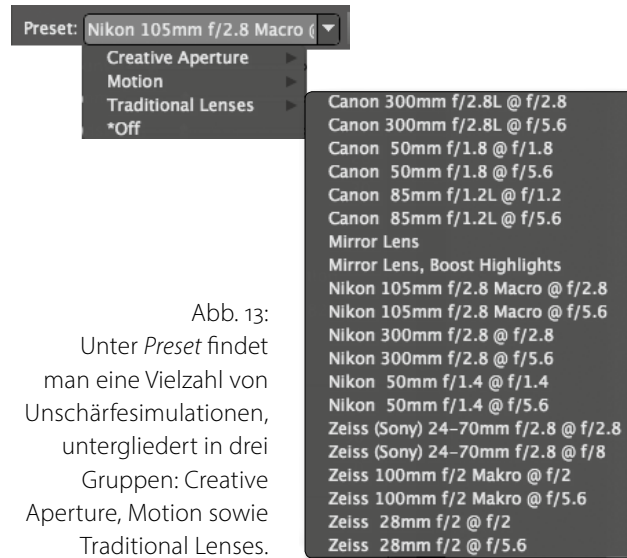 Preset: Nikon 105mm f/2.8 Macro (
Creative Aperture
Motion
Traditional Lenses
*Off
Canon 300mm f/2.8L @ f/2.8
Canon 300mm f/2.8L @ f/5.6
Canon 50mm f/1.8 @ f/1.8
Canon 50mm f/1.8 @ f/5.6
Canon 85mm f/1.2L @ f/1.2
Canon 85mm f/1.2L @ f/5.6
Mirror Lens
Mirror Lens, Boost Highlights
Nikon 105mm f/2.8 Macro @ f/2.8
Nikon 105mm f/2.8 Macro @ f/5.6
Nikon 300mm f/2.8 @ f/2.8
Nikon 300mm f/2.8 @ f/5.6
Nikon 50mm f/1.4 @ f/1.4
Nikon 50mm f/1.4 @ f/5.6
Zeiss (Sony) 24–70mm f/2.8 @ f/2.8
Zeiss (Sony) 24–70mm f/2.8 @ f/8
Zeiss 100mm f/2 Makro @ f/2
Zeiss 100mm f/2 Makro @ f/5.6
Zeiss 28mm f/2 @ f/2
Zeiss 28mm f/2 @ f/5.6
Abb. 13:
Unter Preset findet
man eine Vielzahl von
Unschärfesimulationen,
untergliedert in drei
Gruppen: Creative
Aperture, Motion sowie
Traditional Lenses.